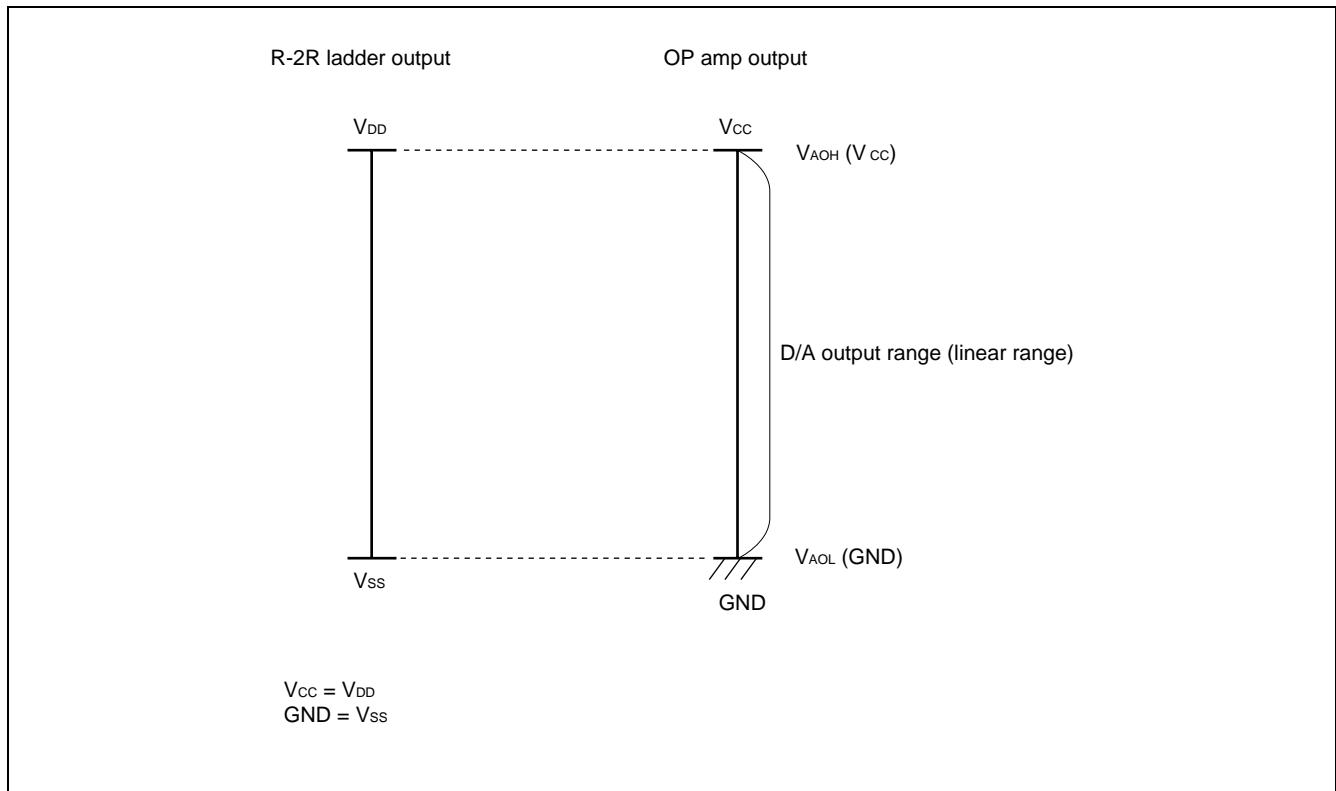 R-2R ladder output OP amp output
VDD VCC
VAOH (VCC)
D/A output range (linear range)
VAOL (GND)
VSS
GND
VCC = VDD
GND = VSS